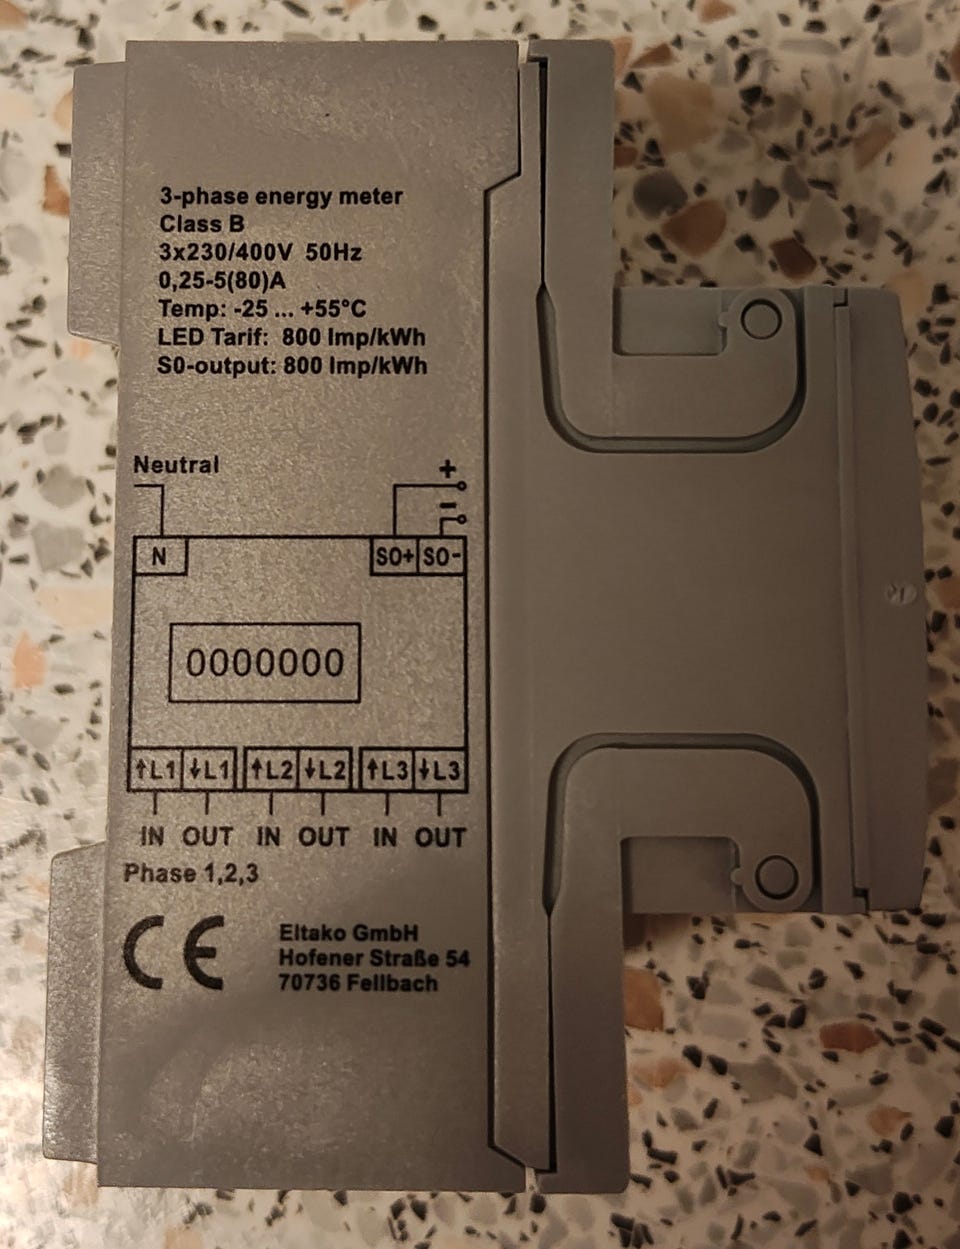 3-phase energy meter
Class B
3x230/400V 50Hz
0,25-5(80)A
Temp: -25 ... +55°C
LED Tarif: 800 Imp/kWh
S0-output: 800 Imp/kWh
Neutral
+
-
N SO+ SO-
0000000
↑L1 ↓L1 ↑L2 ↓L2 ↑L3 ↓L3
IN OUT IN OUT IN OUT
Phase 1,2,3
CE
Eltako GmbH
Hofener Straße 54
70736 Fellbach